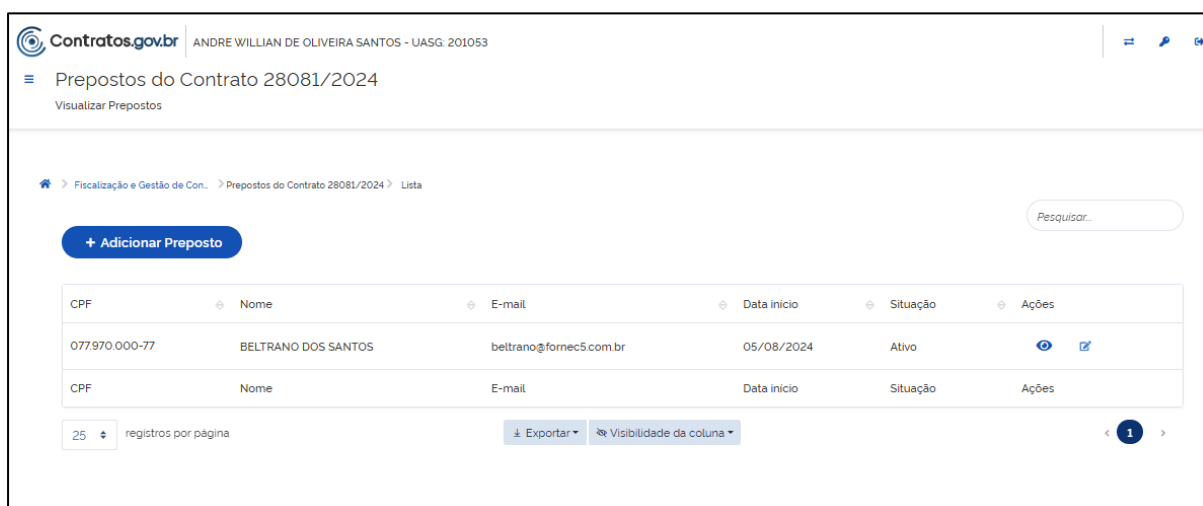 Contratos.gov.br ANDRE WILLIAN DE OLIVEIRA SANTOS - UASG: 201053
Prepostos do Contrato 28081/2024
Visualizar Prepostos
Fiscalização e Gestão de Con... > Prepostos do Contrato 28081/2024 > Lista
Pesquisar...
+ Adicionar Preposto
CPF Nome E-mail Data início Situação Ações
077.970.000-77 BELTRANO DOS SANTOS beltrano@fornec5.com.br 05/08/2024 Ativo
CPF Nome E-mail Data início Situação Ações
25 registros por página Exportar Visibilidade da coluna < 1 >